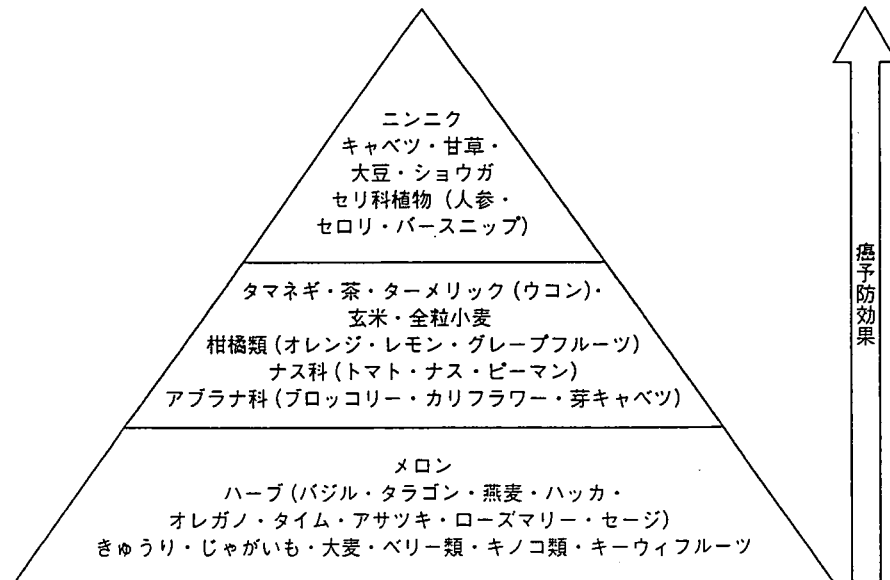 ニンニク
キャベツ・甘草・
大豆・ショウガ
セリ科植物（人参・
セロリ・パースニップ）
タマネギ・茶・ターメリック（ウコン）・
玄米・全粒小麦
柑橘類（オレンジ・レモン・グレープフルーツ）
ナス科（トマト・ナス・ピーマン）
アブラナ科（ブロッコリー・カリフラワー・芽キャベツ）
メロン
ハーブ（バジル・タラゴン・燕麦・ハッカ・
オレガノ・タイム・アサツキ・ローズマリー・セージ）
きゅうり・じゃがいも・大麦・ベリー類・キノコ類・キーウィフルーツ
癌予防効果